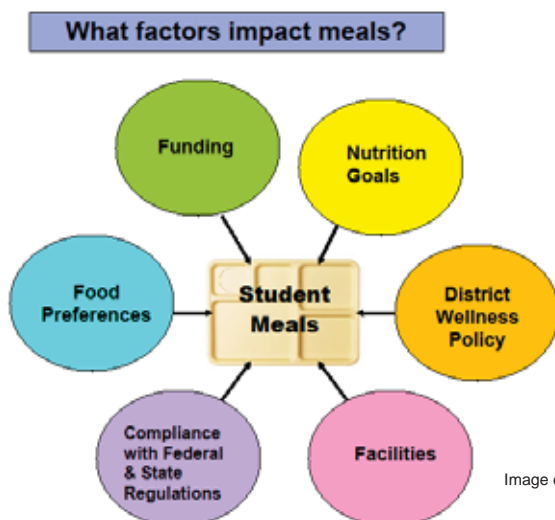 What factors impact meals?
Funding
Nutrition
Goals
Food
Preferences
Student
Meals
District
Wellness
Policy
Compliance
with Federal
& State
Regulations
Facilities
Image